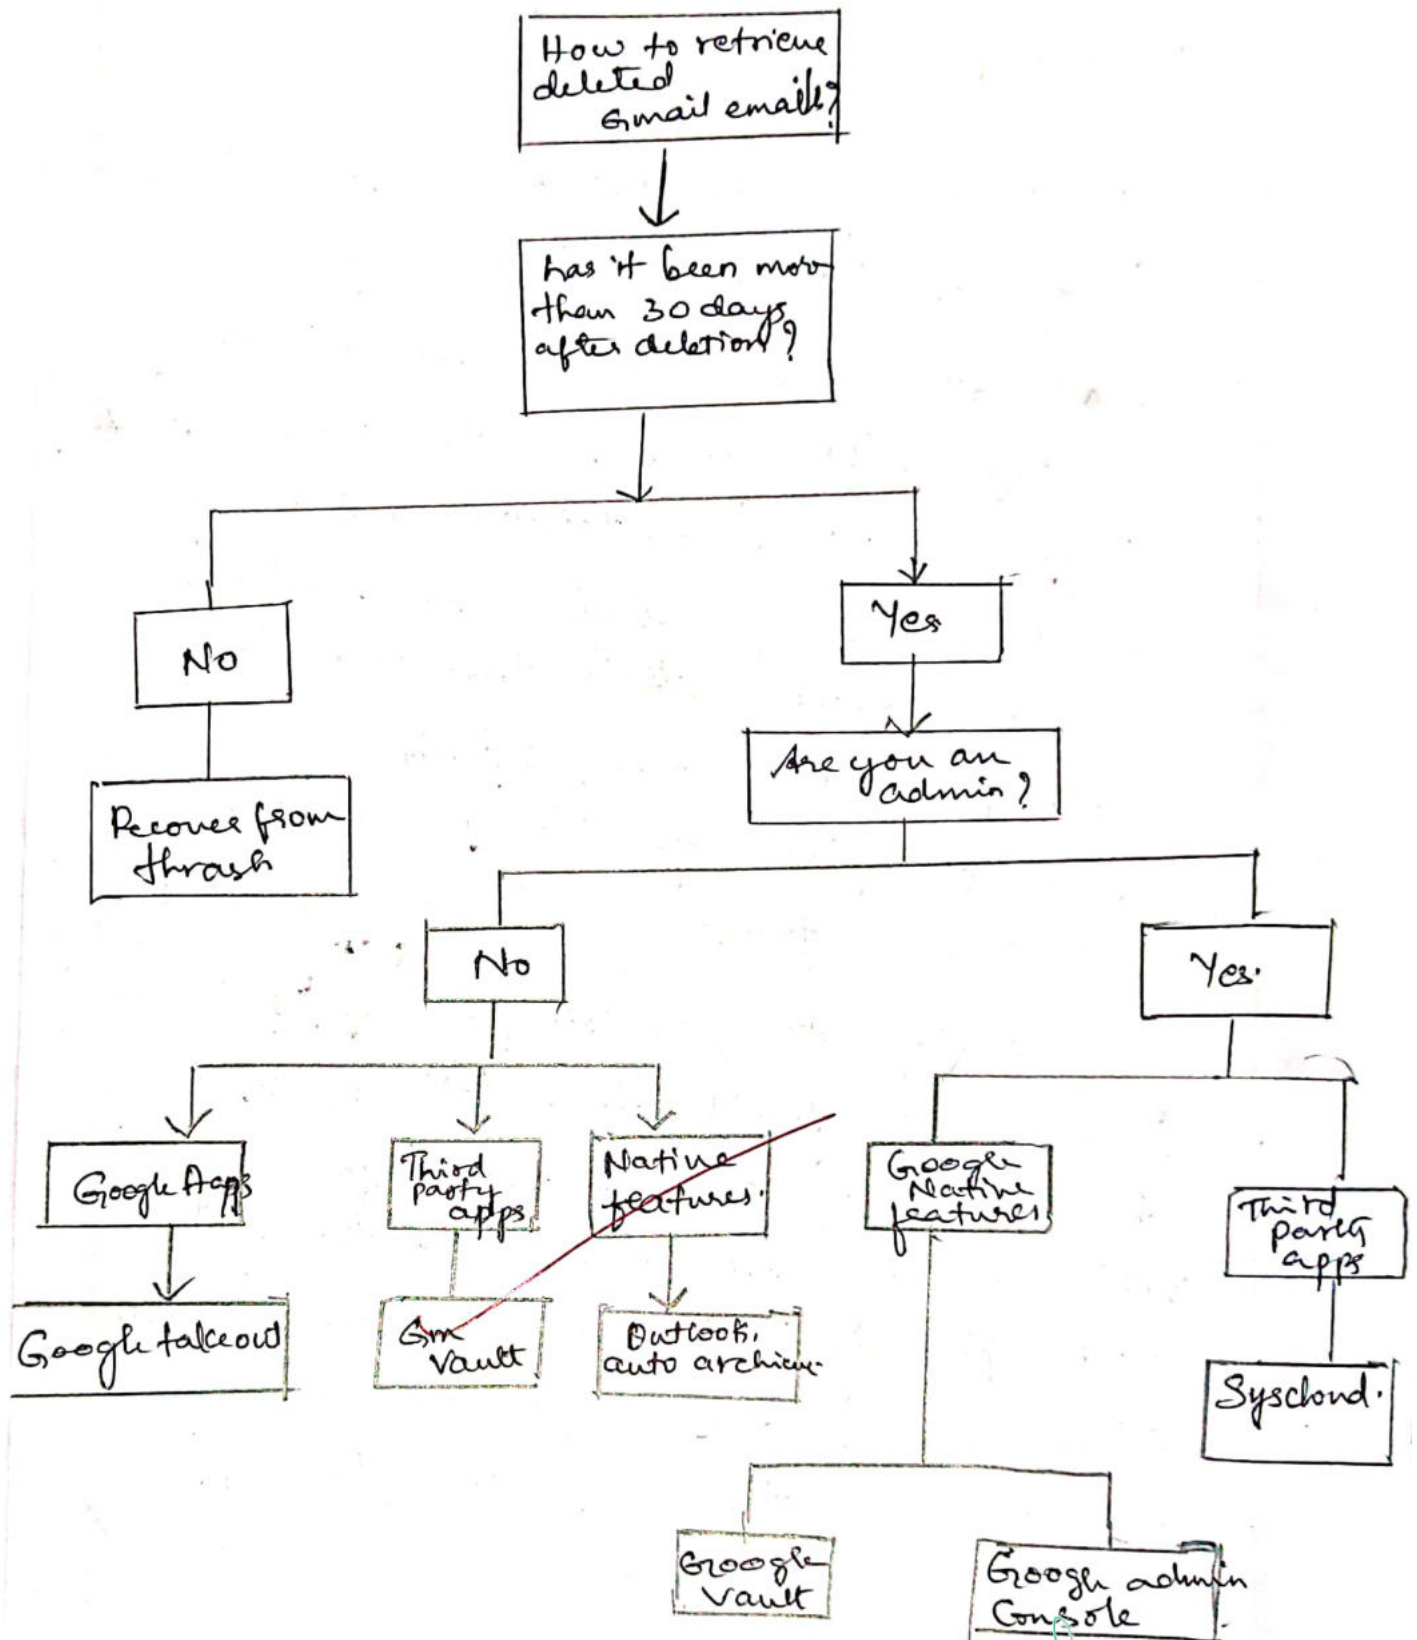 How to retrieve
deleted
Gmail emails?
has it been more
than 30 days
after deletion?
No
Yes
Recover from
thrash
Are you an
admin?
No
Yes.
Google Apps
Third
party
apps
Native
features.
Google
Native
features
Third
party
apps
Google takeout
Gm
Vault
Outlook,
auto archieve.
Syscloud.
Google
Vault
Google admin
Console